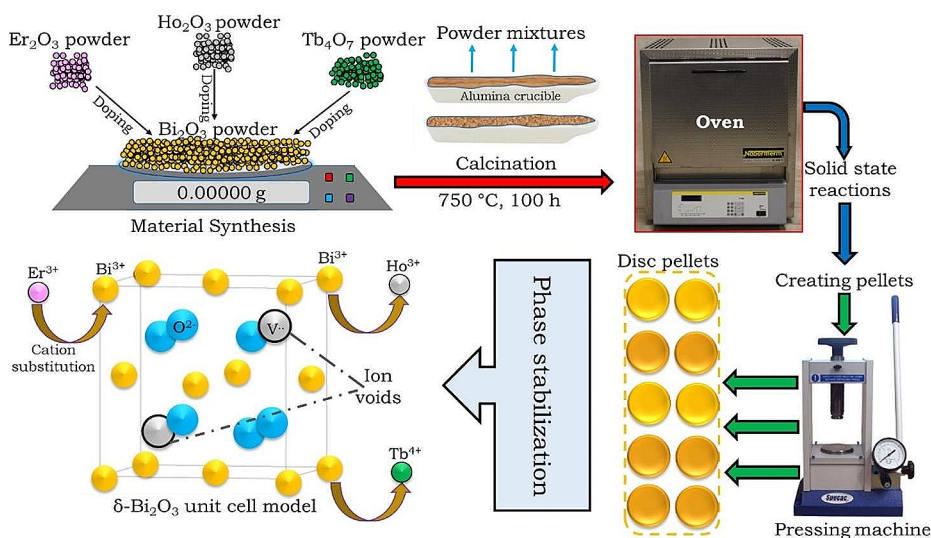 Er₂O₃ powder
Ho₂O₃ powder
Tb₄O₇ powder
Doping
Doping
Doping
Bi₂O₃ powder
0.00000 g
Material Synthesis
Powder mixtures
Alumina crucible
Calcination
750 °C, 100 h
Oven
Nabertherm
Solid state
reactions
Creating pellets
Disc pellets
Specac
Pressing machine
Phase stabilization
Er³⁺
Bi³⁺
Bi³⁺
Ho³⁺
O²⁻
V··
Cation
substitution
Ion
voids
Tb⁴⁺
δ-Bi₂O₃ unit cell model